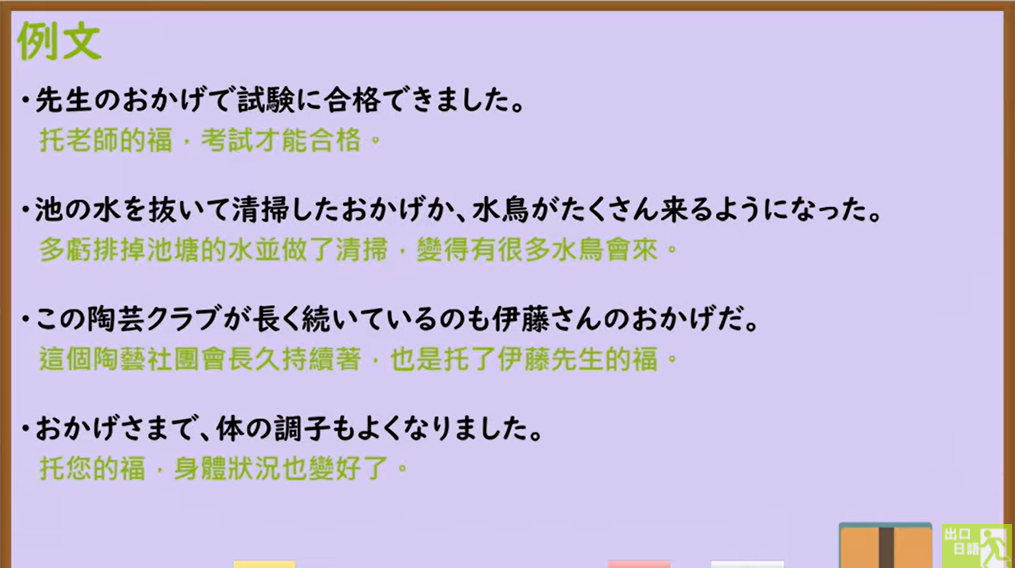 例文
・先生のおかげで試験に合格できました。
托老師的福，考試才能合格。
・池の水を抜いて清掃したおかげか、水鳥がたくさん来るようになった。
多虧排掉池塘的水並做了清掃，變得有很多水鳥會來。
・この陶芸クラブが長く続いているのも伊藤さんのおかげだ。
這個陶藝社團會長久持續著，也是托了伊藤先生的福。
・おかげさまで、体の調子もよくなりました。
托您的福，身體狀況也變好了。
出口
日語